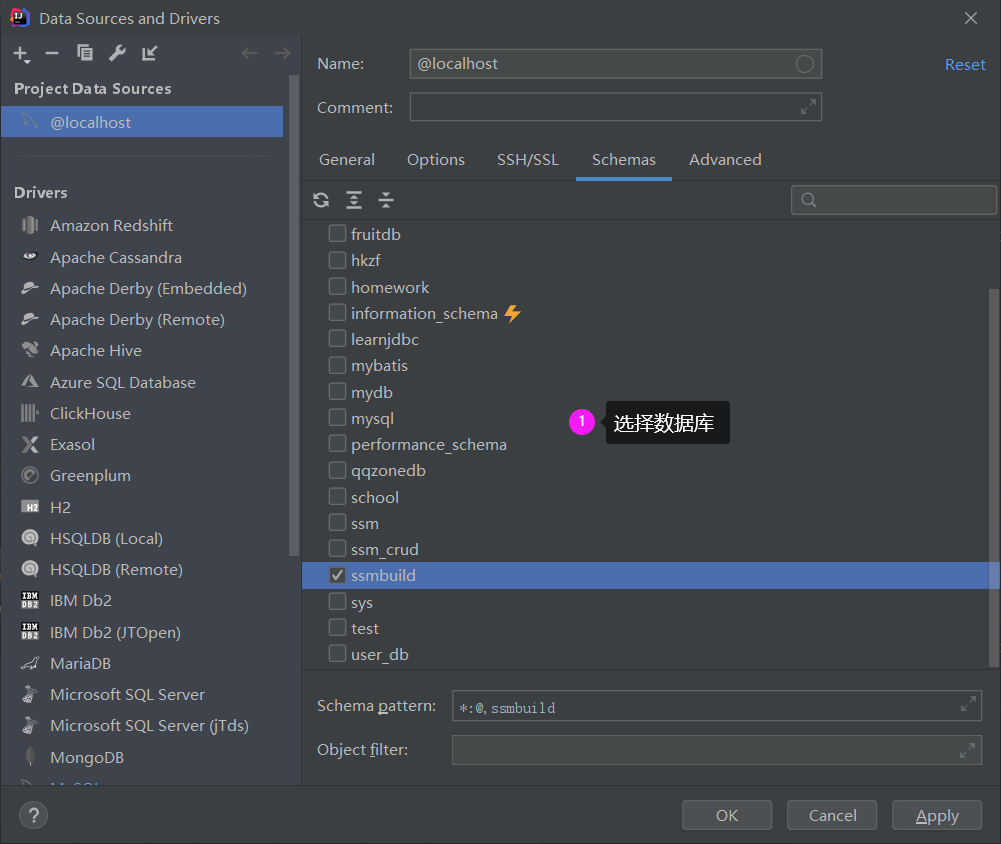 Data Sources and Drivers
Project Data Sources
@localhost
Drivers
Amazon Redshift
Apache Cassandra
Apache Derby (Embedded)
Apache Derby (Remote)
Apache Hive
Azure SQL Database
ClickHouse
Exasol
Greenplum
H2
HSQLDB (Local)
HSQLDB (Remote)
IBM Db2
IBM Db2 (JTOpen)
MariaDB
Microsoft SQL Server
Microsoft SQL Server (jTds)
MongoDB
MySQL
Name: @localhost Reset
Comment:
General Options SSH/SSL Schemas Advanced
fruitdb
hkzf
homework
information_schema
learnjdbc
mybatis
mydb
mysql
1 选择数据库
performance_schema
qqzonedb
school
ssm
ssm_crud
ssmbuild
sys
test
user_db
Schema pattern: *:@,ssmbuild
Object filter:
? OK Cancel Apply